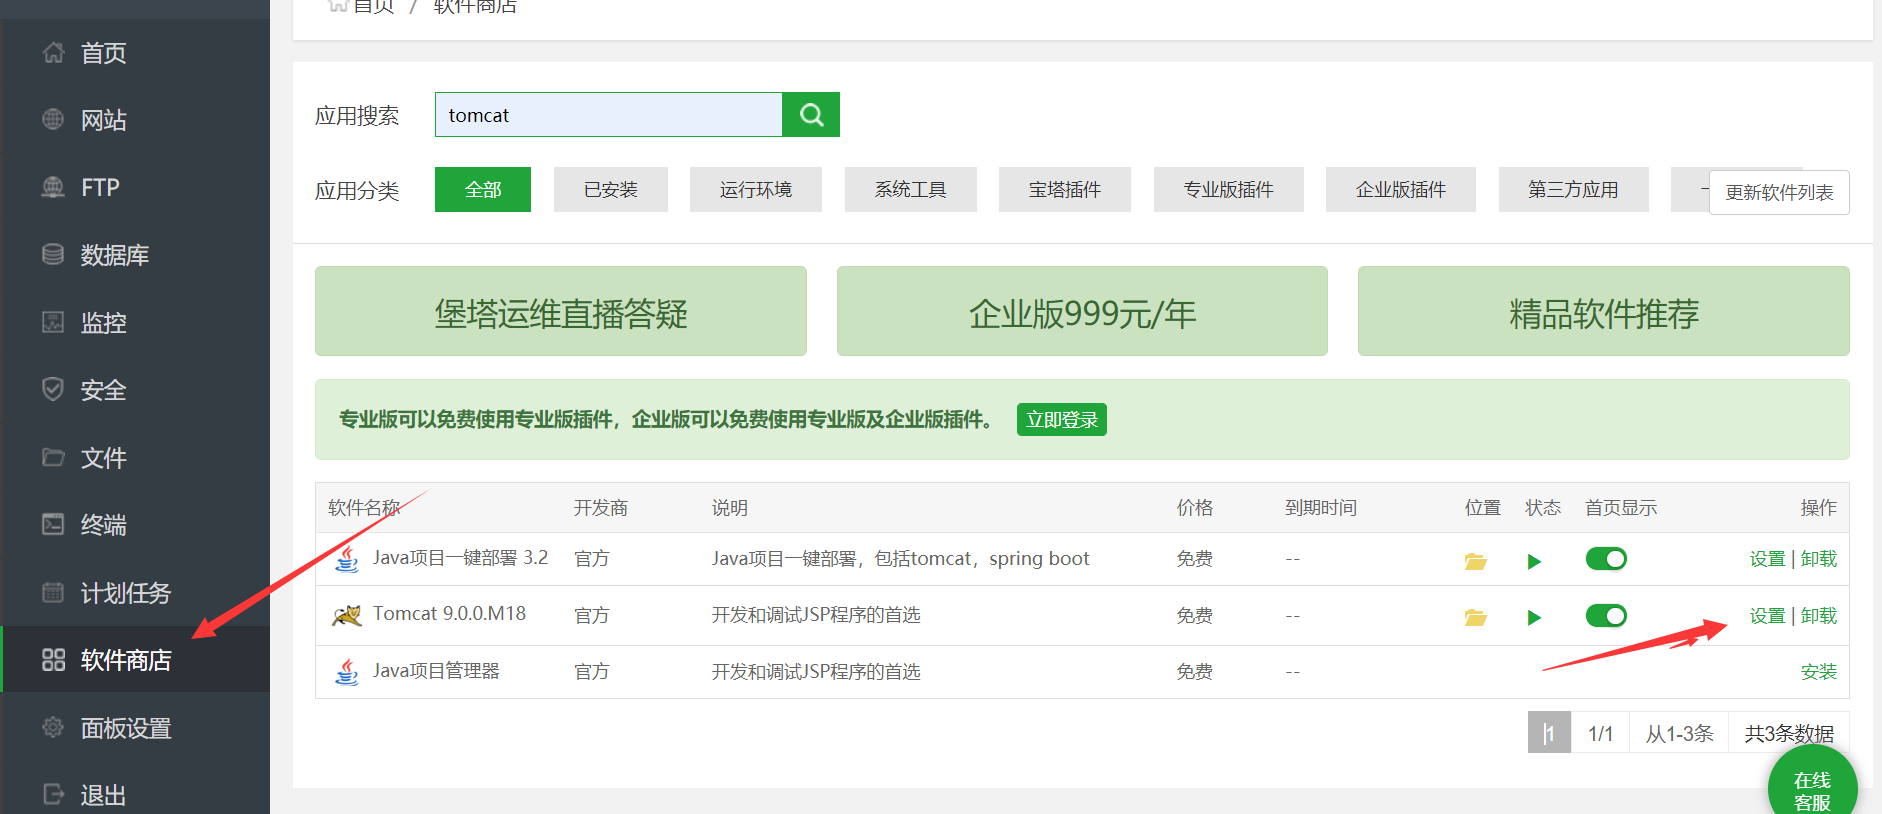 首页 / 软件商店
首页
网站
FTP
数据库
监控
安全
文件
终端
计划任务
软件商店
面板设置
退出
应用搜索 tomcat
应用分类 全部 已安装 运行环境 系统工具 宝塔插件 专业版插件 企业版插件 第三方应用 更新软件列表
堡塔运维直播答疑 企业版999元/年 精品软件推荐
专业版可以免费使用专业版插件，企业版可以免费使用专业版及企业版插件。 立即登录
软件名称 开发商 说明 价格 到期时间 位置 状态 首页显示 操作
Java项目一键部署 3.2 官方 Java项目一键部署，包括tomcat，spring boot 免费 -- 设置 | 卸载
Tomcat 9.0.0.M18 官方 开发和调试JSP程序的首选 免费 -- 设置 | 卸载
Java项目管理器 官方 开发和调试JSP程序的首选 免费 -- 安装
1 1/1 从1-3条 共3条数据
在线
客服